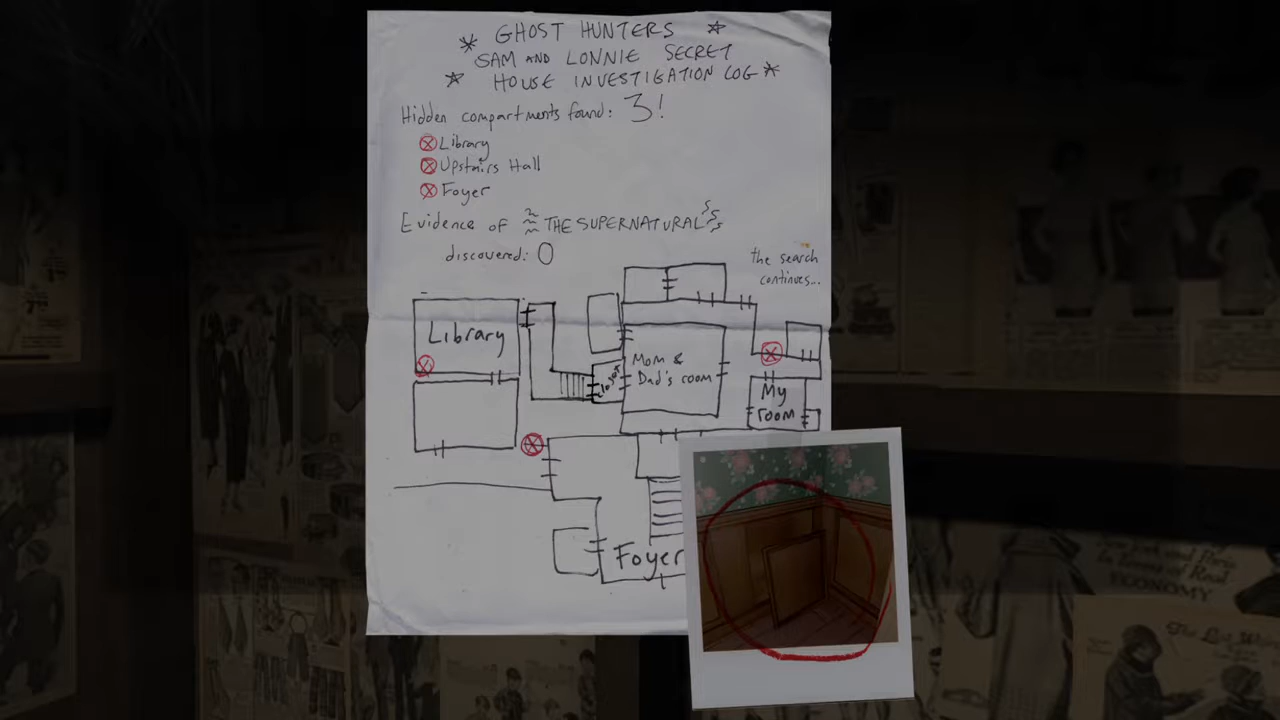 GHOST HUNTERS
SAM AND LONNIE SECRET
HOUSE INVESTIGATION LOG
Hidden compartments found: 3!
Library
Upstairs Hall
Foyer
Evidence of THE SUPERNATURAL
discovered: 0
the search
continues...
Library
Mom &
Dad's room
closet
My
room
Foyer
ECONOMY